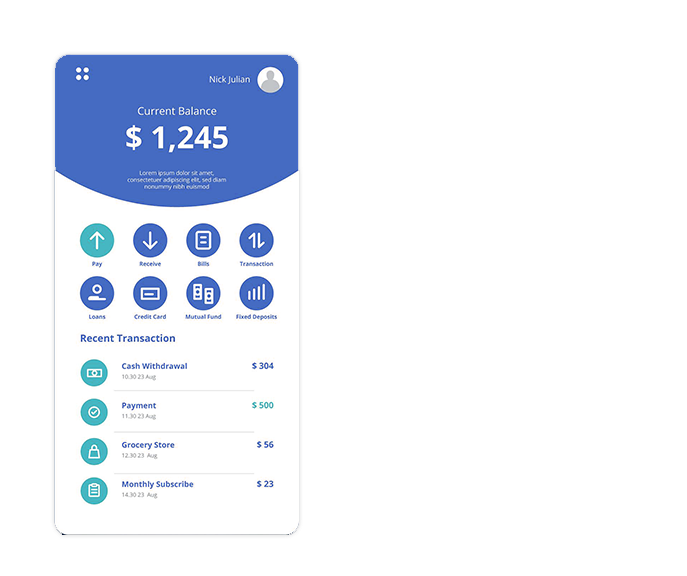 Nick Julian
Current Balance
$ 1,245
Lorem ipsum dolor sit amet,
consectetuer adipiscing elit, sed diam
nonummy nibh euismod
Pay Receive Bills Transaction
Loans Credit Card Mutual Fund Fixed Deposits
Recent Transaction
Cash Withdrawal $ 304
10.30 23 Aug
Payment $ 500
11.30 23 Aug
Grocery Store $ 56
12.30 23 Aug
Monthly Subscribe $ 23
14.30 23 Aug